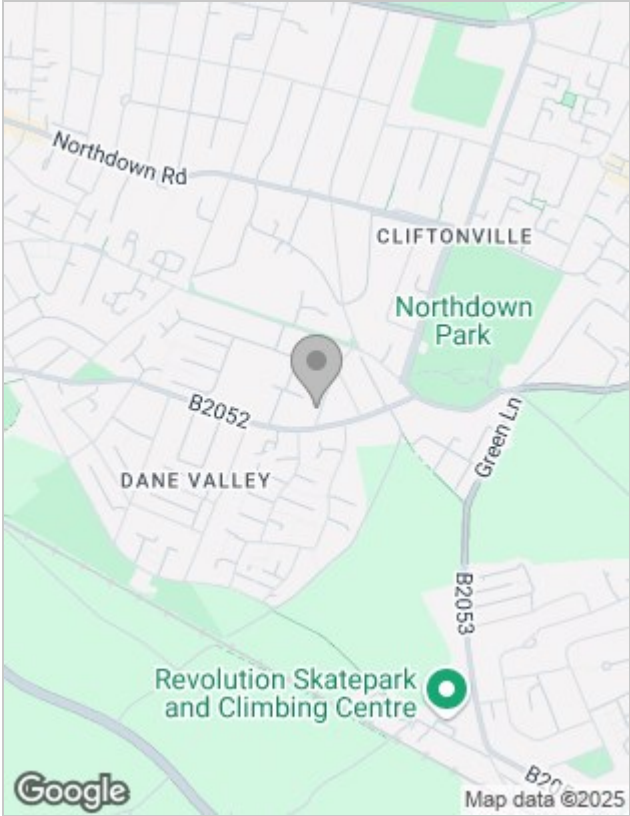 Northdown Rd
CLIFTONVILLE
Northdown
Park
B2052
Green Ln
DANE VALLEY
B2053
Revolution Skatepark
and Climbing Centre
Google
Map data ©2025